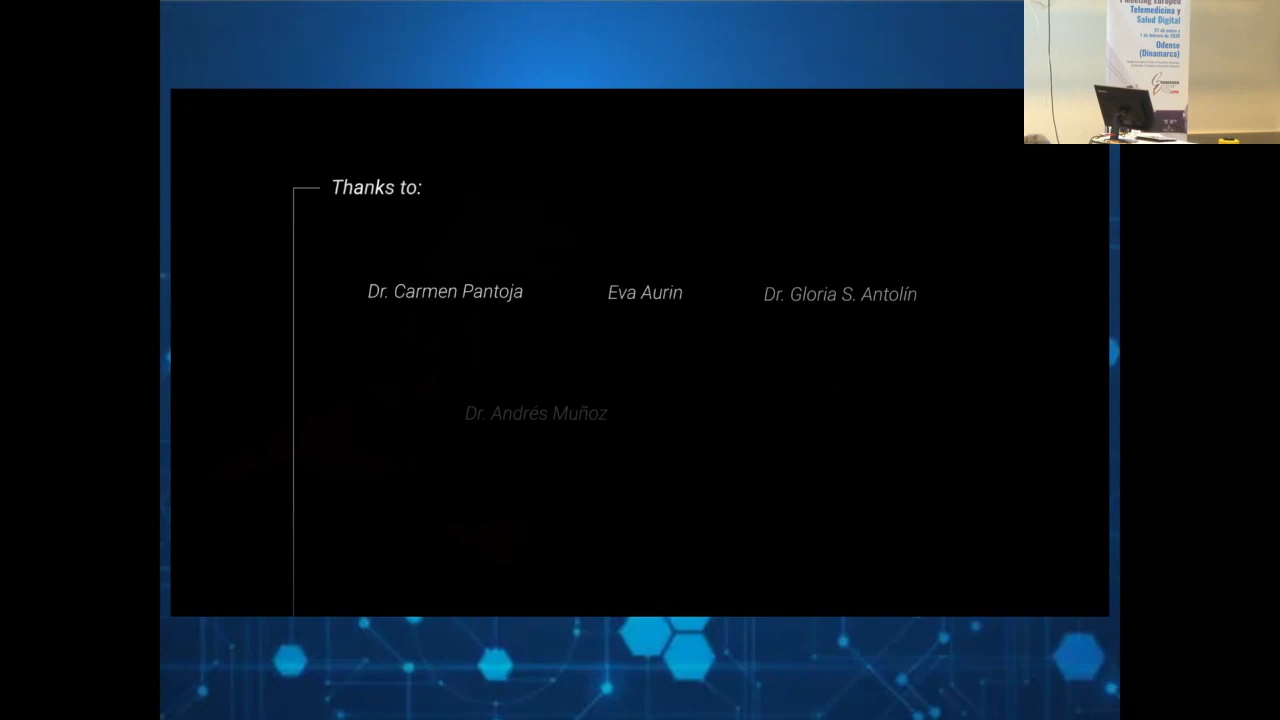 Telemedicina y
Salud Digital
Odense
(Dinamarca)
Thanks to:
Dr. Carmen Pantoja
Eva Aurin
Dr. Gloria S. Antolín
Dr. Andrés Muñoz